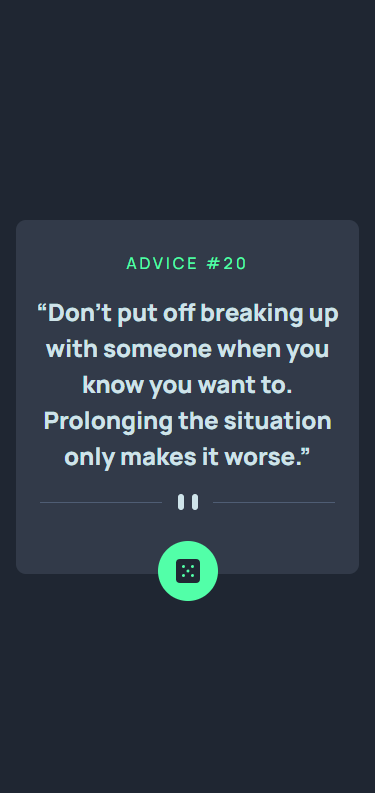 ADVICE #20
“Don’t put off breaking up
with someone when you
know you want to.
Prolonging the situation
only makes it worse.”